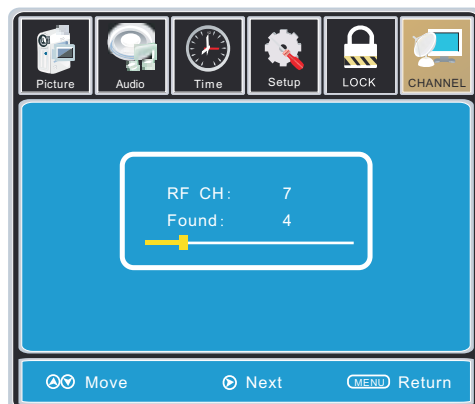 Picture Audio Time Setup LOCK CHANNEL
RF CH: 7
Found: 4
Move Next MENU Return